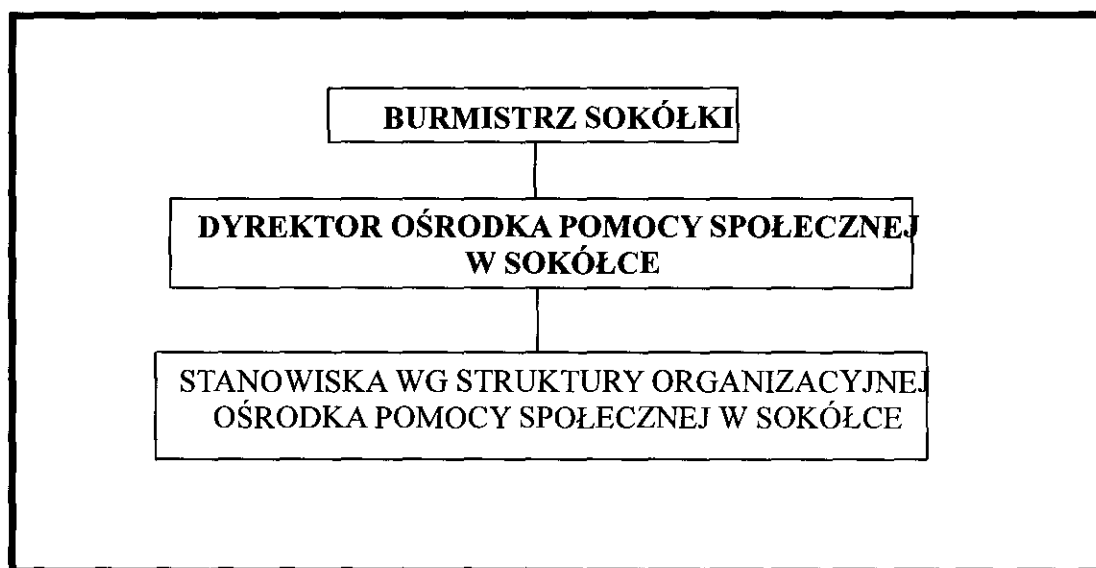 BURMISTRZ SOKÓŁKI
DYREKTOR OŚRODKA POMOCY SPOŁECZNEJ
W SOKÓŁCE
STANOWISKA WG STRUKTURY ORGANIZACYJNEJ
OŚRODKA POMOCY SPOŁECZNEJ W SOKÓŁCE